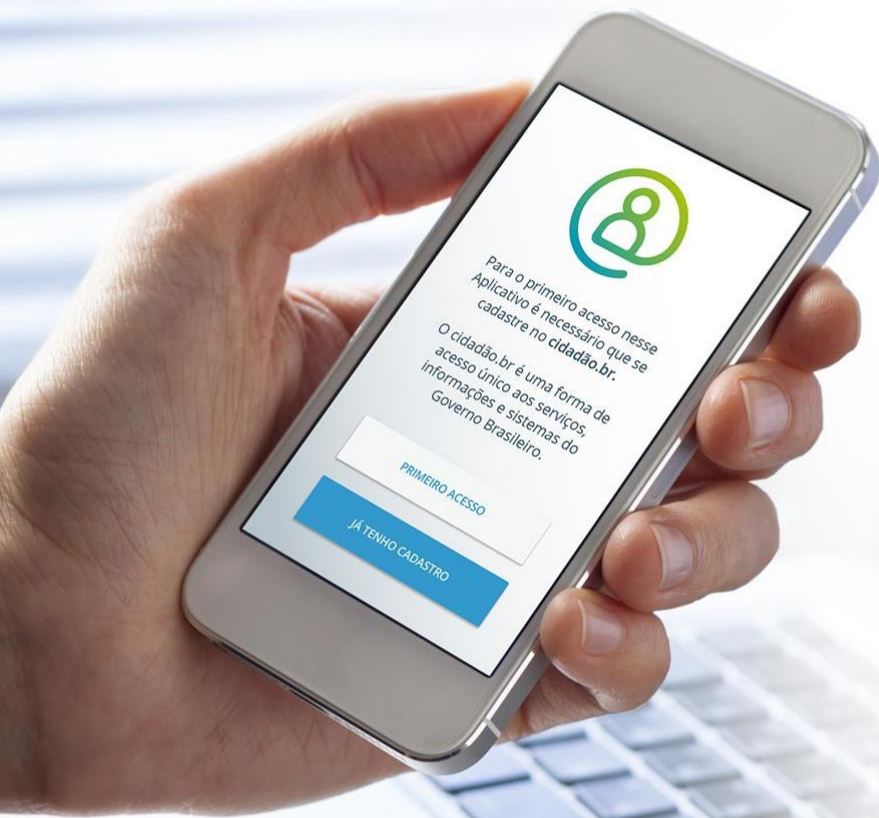 Para o primeiro acesso nesse
Aplicativo é necessário que se
cadastre no cidadão.br.
O cidadão.br é uma forma de
acesso único aos serviços,
informações e sistemas do
Governo Brasileiro.
PRIMEIRO ACESSO
JÁ TENHO CADASTRO